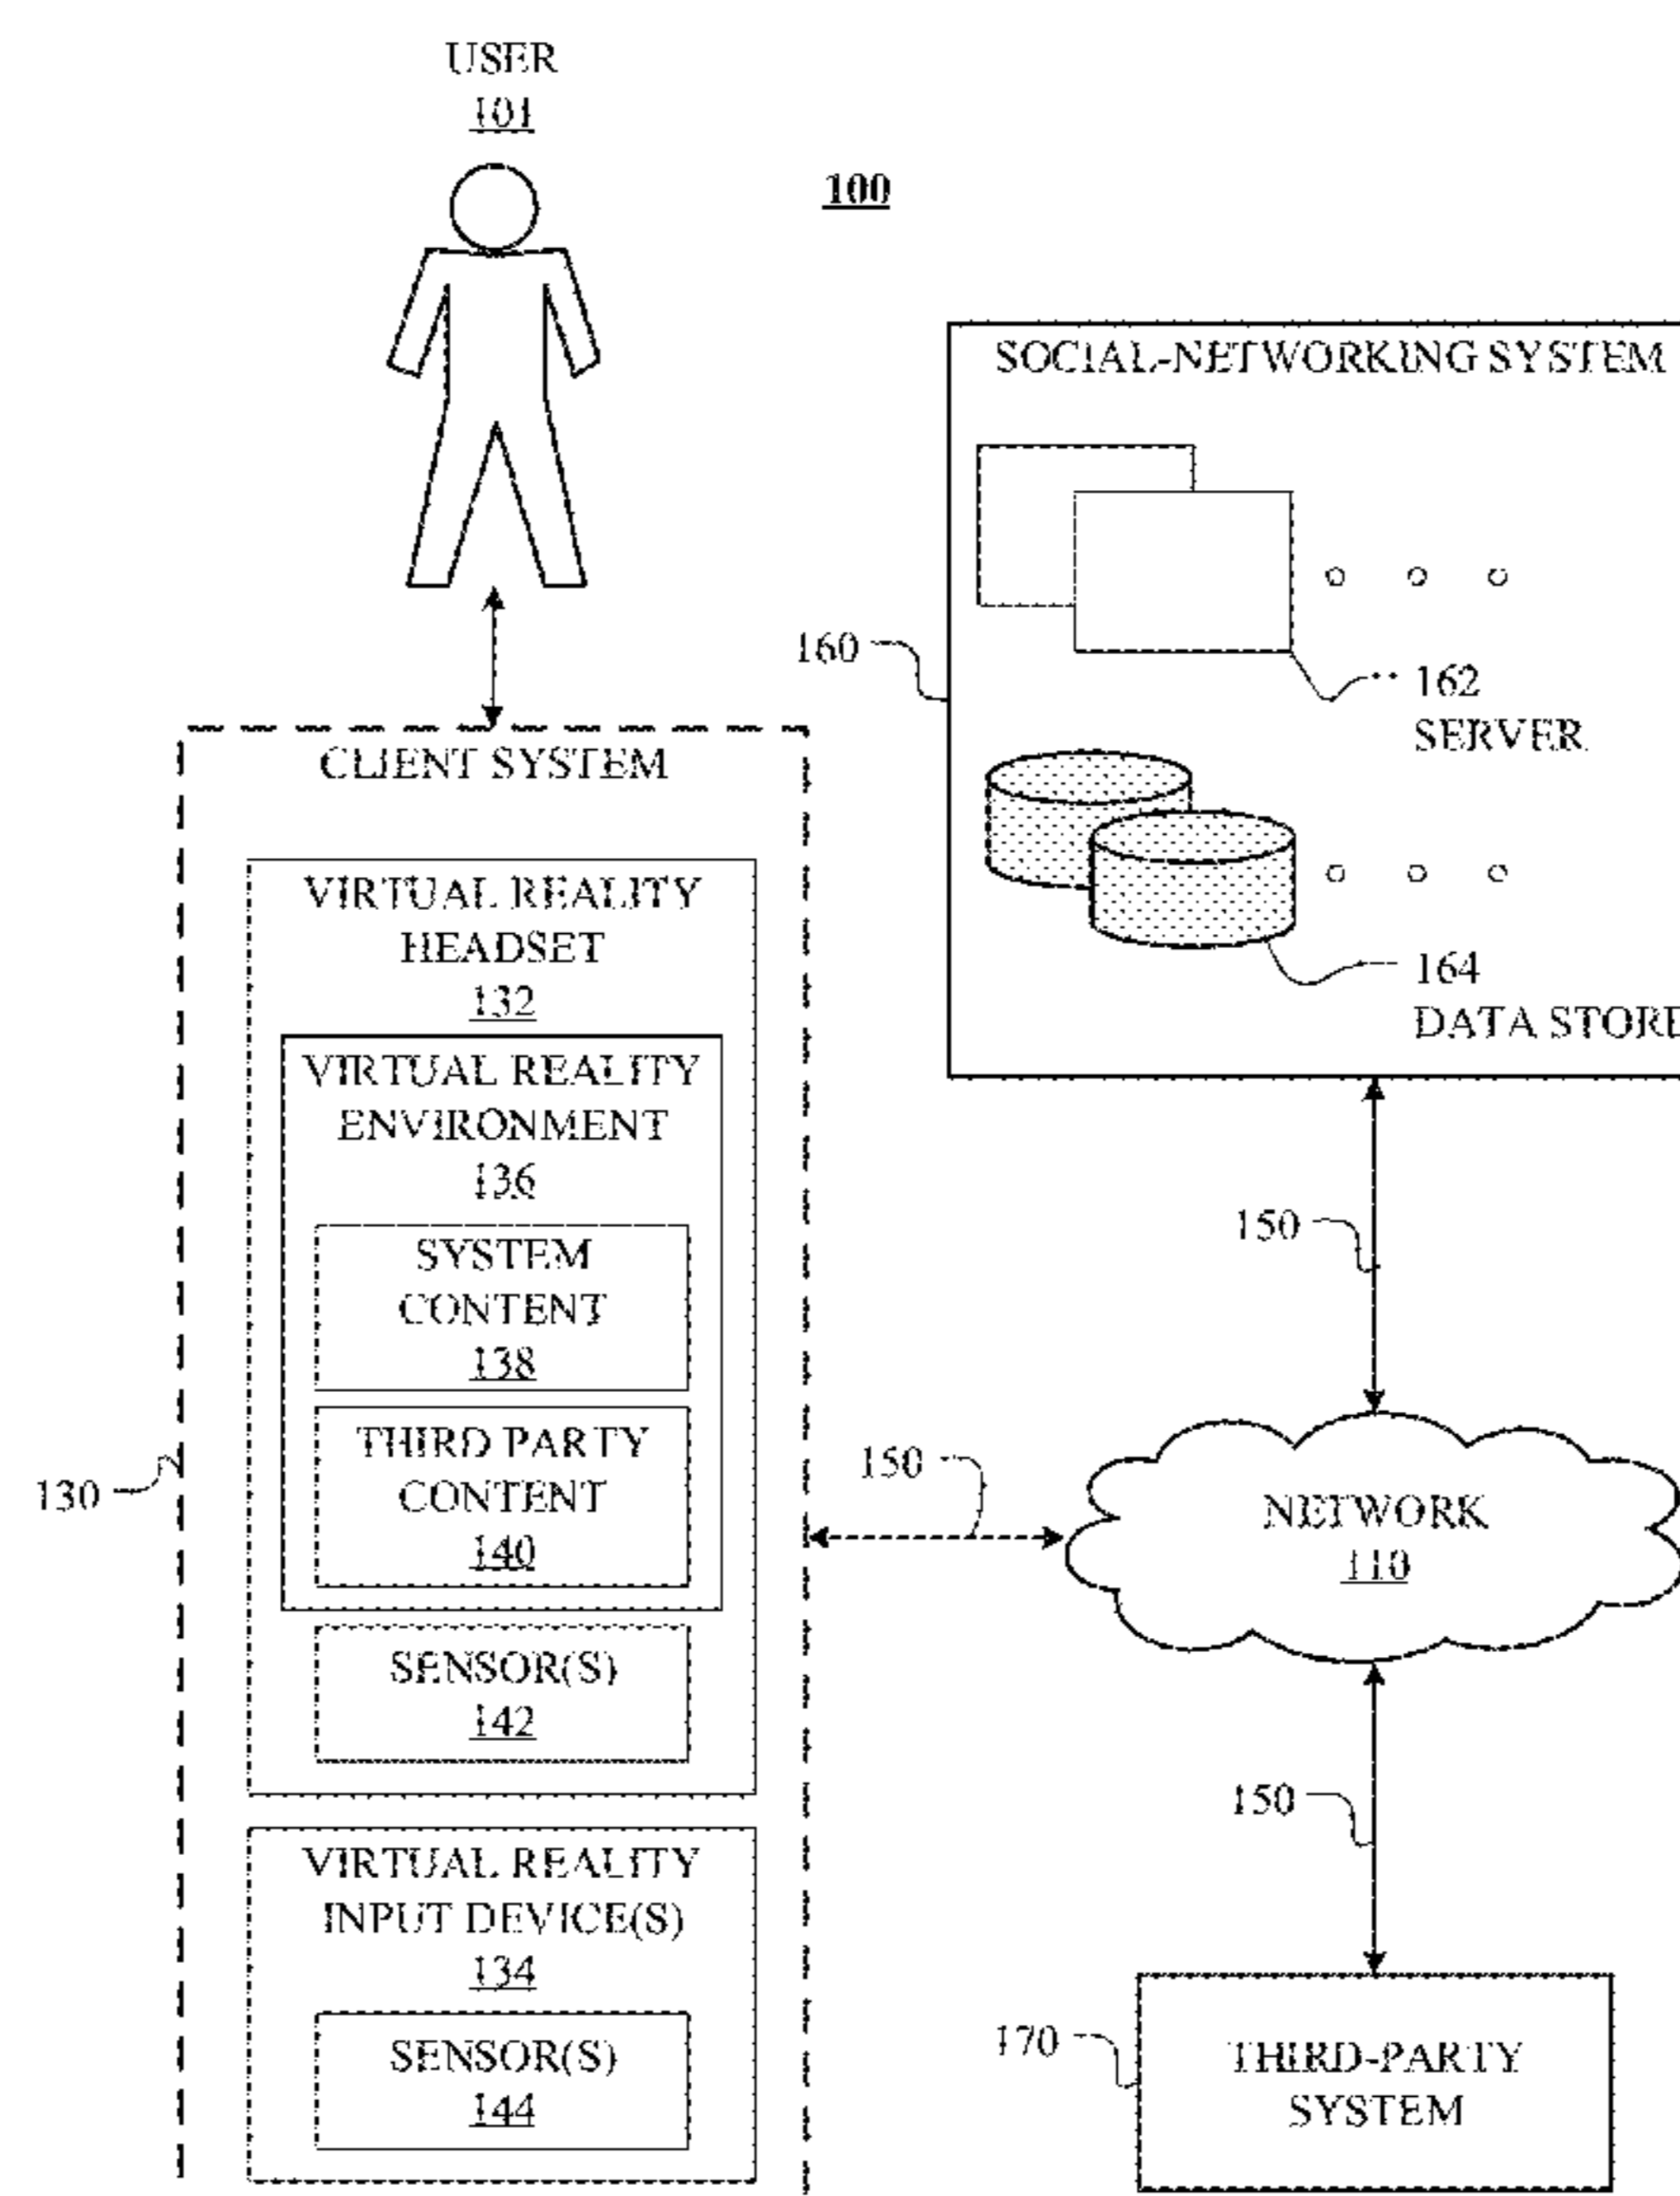 USER
101
100
SOCIAL-NETWORKING SYSTEM
160
162
SERVER
164
DATA STORE
CLIENT SYSTEM
VIRTUAL REALITY
HEADSET
132
VIRTUAL REALITY
ENVIRONMENT
136
SYSTEM
CONTENT
138
THIRD PARTY
CONTENT
140
SENSOR(S)
142
130
VIRTUAL REALITY
INPUT DEVICE(S)
134
SENSOR(S)
144
150
150
NETWORK
110
150
170
THIRD-PARTY
SYSTEM